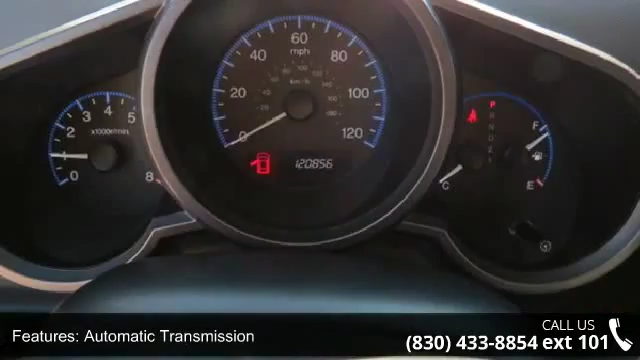 60
mph
40
80
20
100
0
120
km/h
120856
5
4
3
2
x1000r/min
0
8
P
R
N
D
F
C
E
Features: Automatic Transmission
CALL US
(830) 433-8854 ext 101